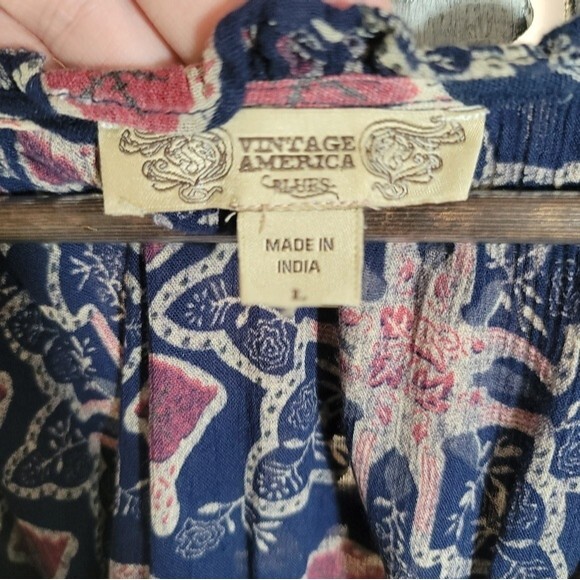 VINTAGE
AMERICA
BLUES
MADE IN
INDIA
L